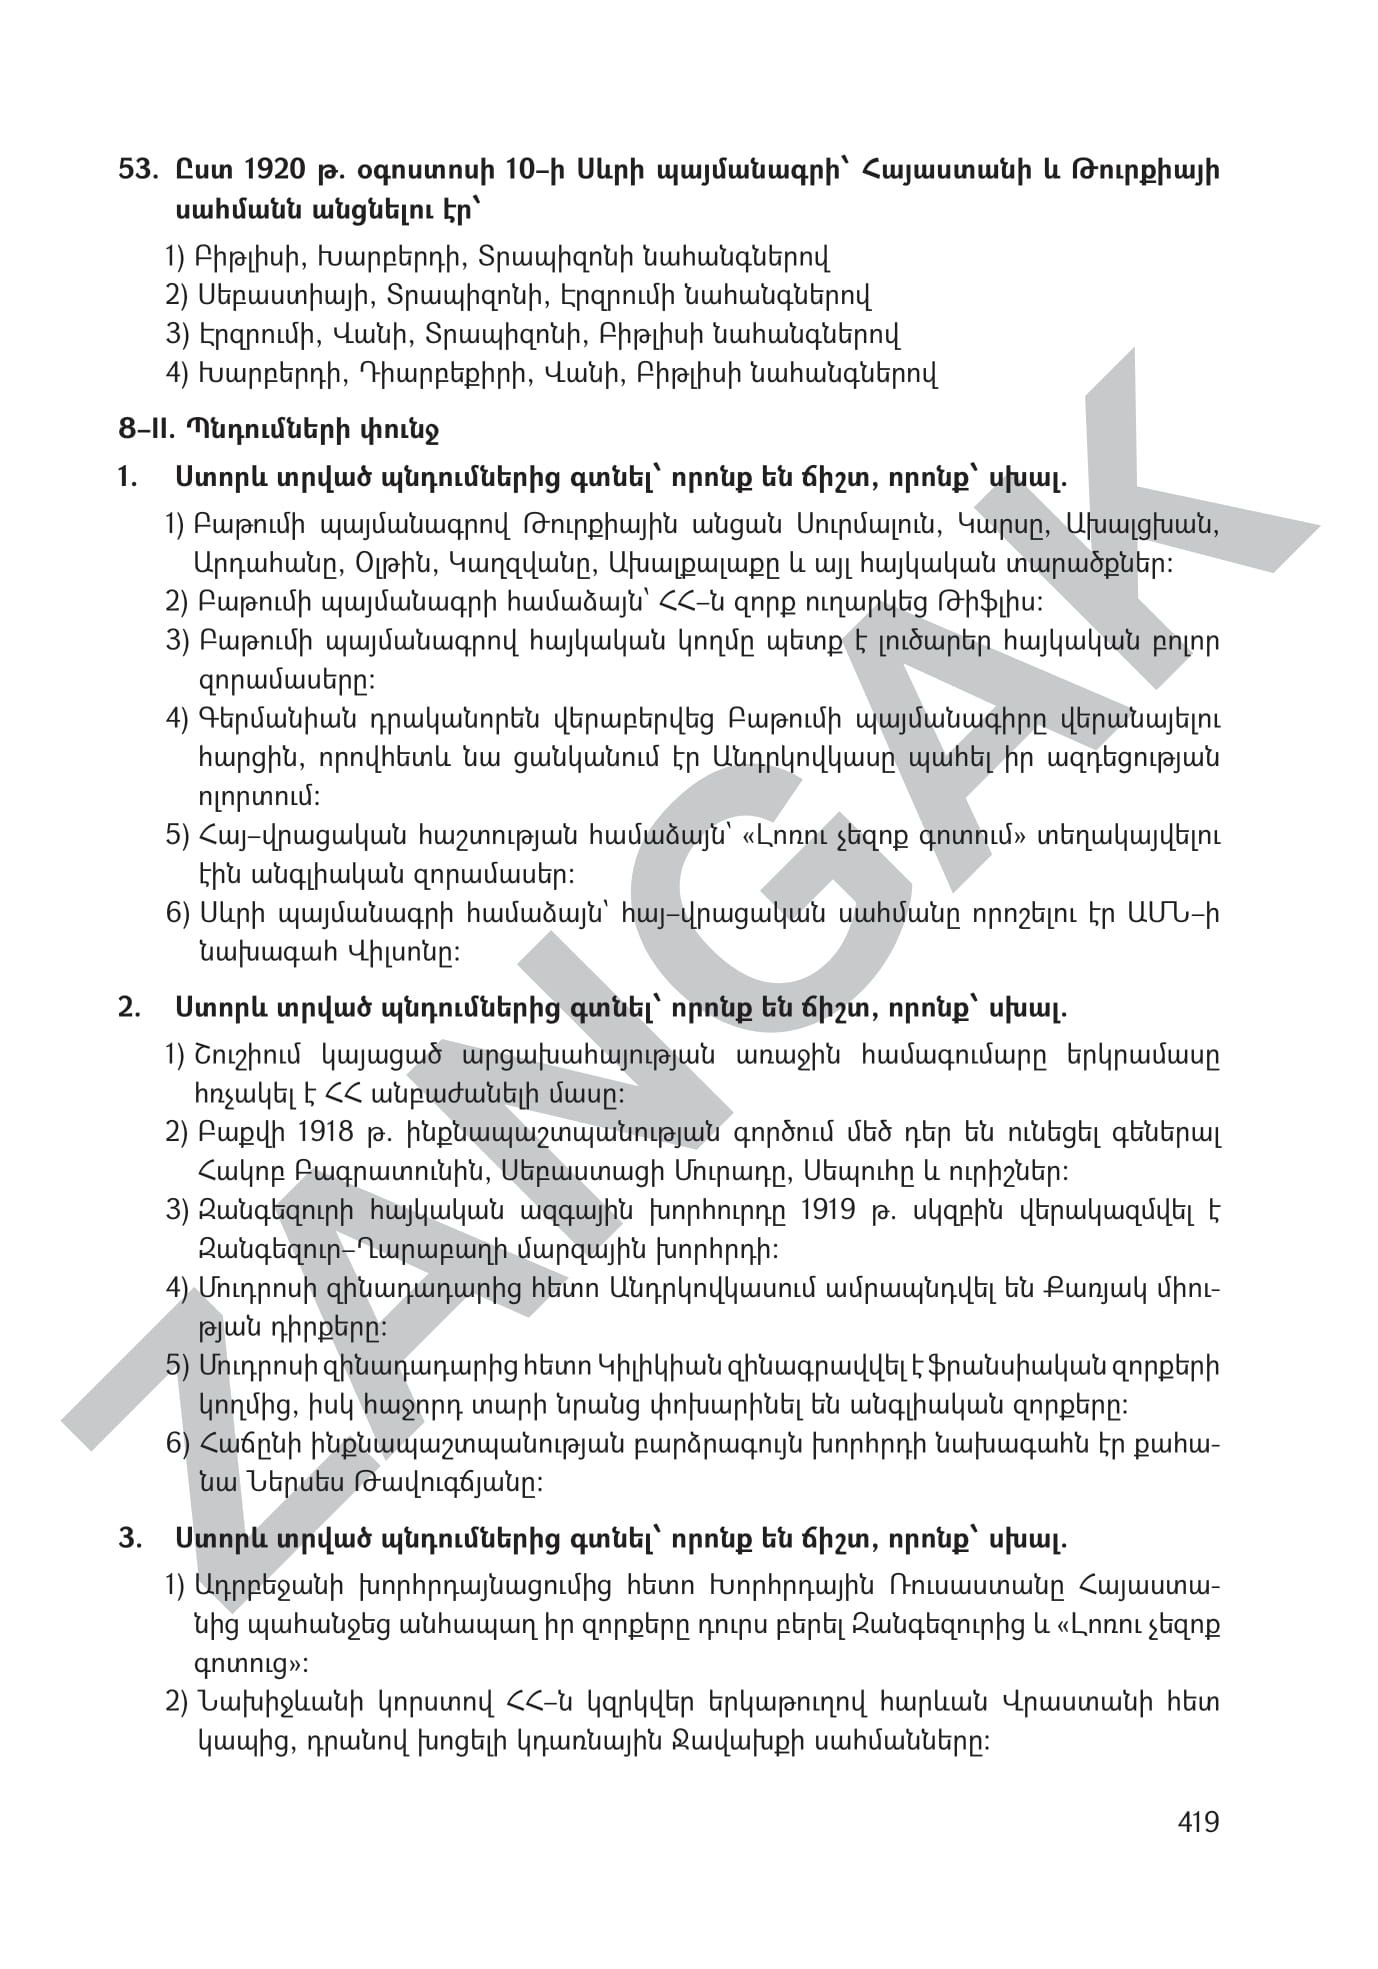 53. Ըստ 1920 թ. օգոստոսի 10–ի Սևրի պայմանագրի՝ Հայաստանի և Թուրքիայի
սահմանն անցնելու էր՝
1) Բիթլիսի, Խարբերդի, Տրապիզոնի նահանգներով
2) Սեբաստիայի, Տրապիզոնի, Էրզրումի նահանգներով
3) Էրզրումի, Վանի, Տրապիզոնի, Բիթլիսի նահանգներով
4) Խարբերդի, Դիարբեքիրի, Վանի, Բիթլիսի նահանգներով
8–II. Պնդումների փունջ
1. Ստորև տրված պնդումներից գտնել՝ որոնք են ճիշտ, որոնք՝ սխալ.
1) Բաթումի պայմանագրով Թուրքիային անցան Սուրմալուն, Կարսը, Ախալցխան,
Արդահանը, Օլթին, Կաղզվանը, Ախալքալաքը և այլ հայկական տարածքներ:
2) Բաթումի պայմանագրի համաձայն՝ ՀՀ–ն զորք ուղարկեց Թիֆլիս:
3) Բաթումի պայմանագրով հայկական կողմը պետք է լուծարեր հայկական բոլոր
զորամասերը:
4) Գերմանիան դրականորեն վերաբերվեց Բաթումի պայմանագիրը վերանայելու
հարցին, որովհետև նա ցանկանում էր Անդրկովկասը պահել իր ազդեցության
ոլորտում:
5) Հայ–վրացական հաշտության համաձայն՝ «Լոռու չեզոք գոտում» տեղակայվելու
էին անգլիական զորամասեր:
6) Սևրի պայմանագրի համաձայն՝ հայ–վրացական սահմանը որոշելու էր ԱՄՆ–ի
նախագահ Վիլսոնը:
2. Ստորև տրված պնդումներից գտնել՝ որոնք են ճիշտ, որոնք՝ սխալ.
1) Շուշիում կայացած արցախահայության առաջին համագումարը երկրամասը
հռչակել է ՀՀ անբաժանելի մասը:
2) Բաքվի 1918 թ. ինքնապաշտպանության գործում մեծ դեր են ունեցել գեներալ
Հակոբ Բագրատունին, Սեբաստացի Մուրադը, Սեպուհը և ուրիշներ:
3) Զանգեզուրի հայկական ազգային խորհուրդը 1919 թ. սկզբին վերակազմվել է
Զանգեզուր–Ղարաբաղի մարզային խորհրդի:
4) Մուդրոսի զինադադարից հետո Անդրկովկասում ամրապնդվել են Քառյակ միու-
թյան դիրքերը:
5) Մուդրոսի զինադադարից հետո Կիլիկիան զինագրավվել է ֆրանսիական զորքերի
կողմից, իսկ հաջորդ տարի նրանց փոխարինել են անգլիական զորքերը:
6) Հաճընի ինքնապաշտպանության բարձրագույն խորհրդի նախագահն էր քահա-
նա Ներսես Թավուգճյանը:
3. Ստորև տրված պնդումներից գտնել՝ որոնք են ճիշտ, որոնք՝ սխալ.
1) Ադրբեջանի խորհրդայնացումից հետո Խորհրդային Ռուսաստանը Հայաստա-
նից պահանջեց անհապաղ իր զորքերը դուրս բերել Զանգեզուրից և «Լոռու չեզոք
գոտուց»:
2) Նախիջևանի կորստով ՀՀ–ն կզրկվեր երկաթուղով հարևան Վրաստանի հետ
կապից, դրանով խոցելի կդառնային Ջավախքի սահմանները:
419
ZANGAK